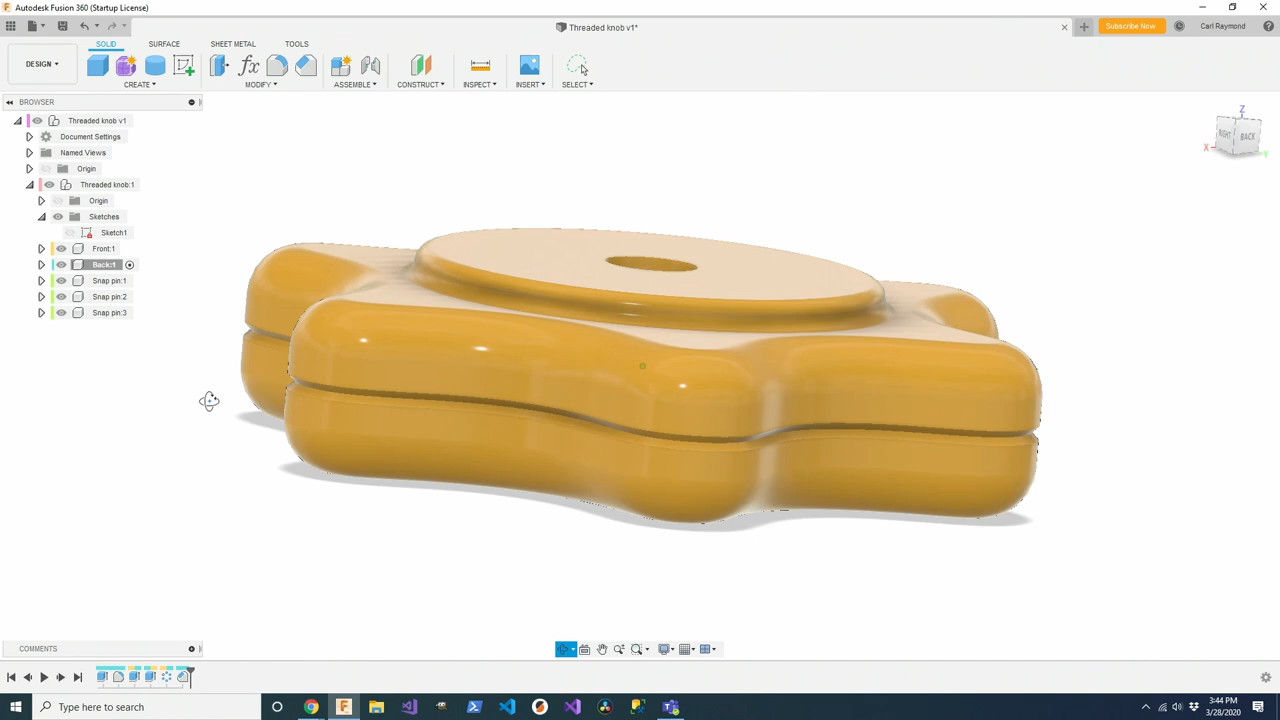 Autodesk Fusion 360 (Startup License)
Threaded knob v1*
Subscribe Now
Carl Raymond
SOLID SURFACE SHEET METAL TOOLS
DESIGN
CREATE MODIFY ASSEMBLE CONSTRUCT INSPECT INSERT SELECT
BROWSER
Threaded knob v1
Document Settings
Named Views
Origin
Threaded knob:1
Origin
Sketches
Sketch1
Front:1
Back:1
Snap pin:1
Snap pin:2
Snap pin:3
Z
RIGHT BACK
X Y
COMMENTS
Type here to search
3:44 PM
3/28/2020